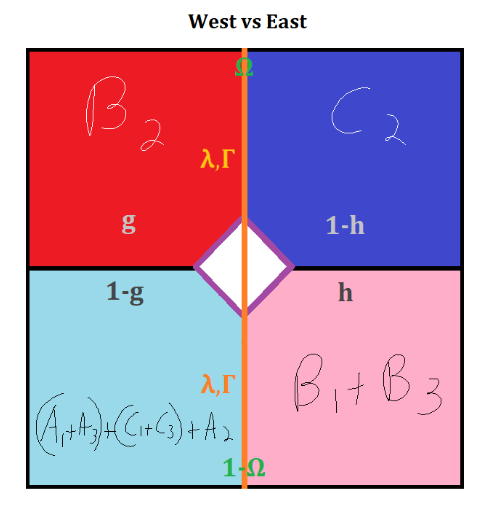 West vs East
Ω
B₂ C₂
λ,Γ
g 1-h
1-g h
λ,Γ B₁+B₃
(A₁+A₃)+(C₁+C₃)+A₂
1-Ω